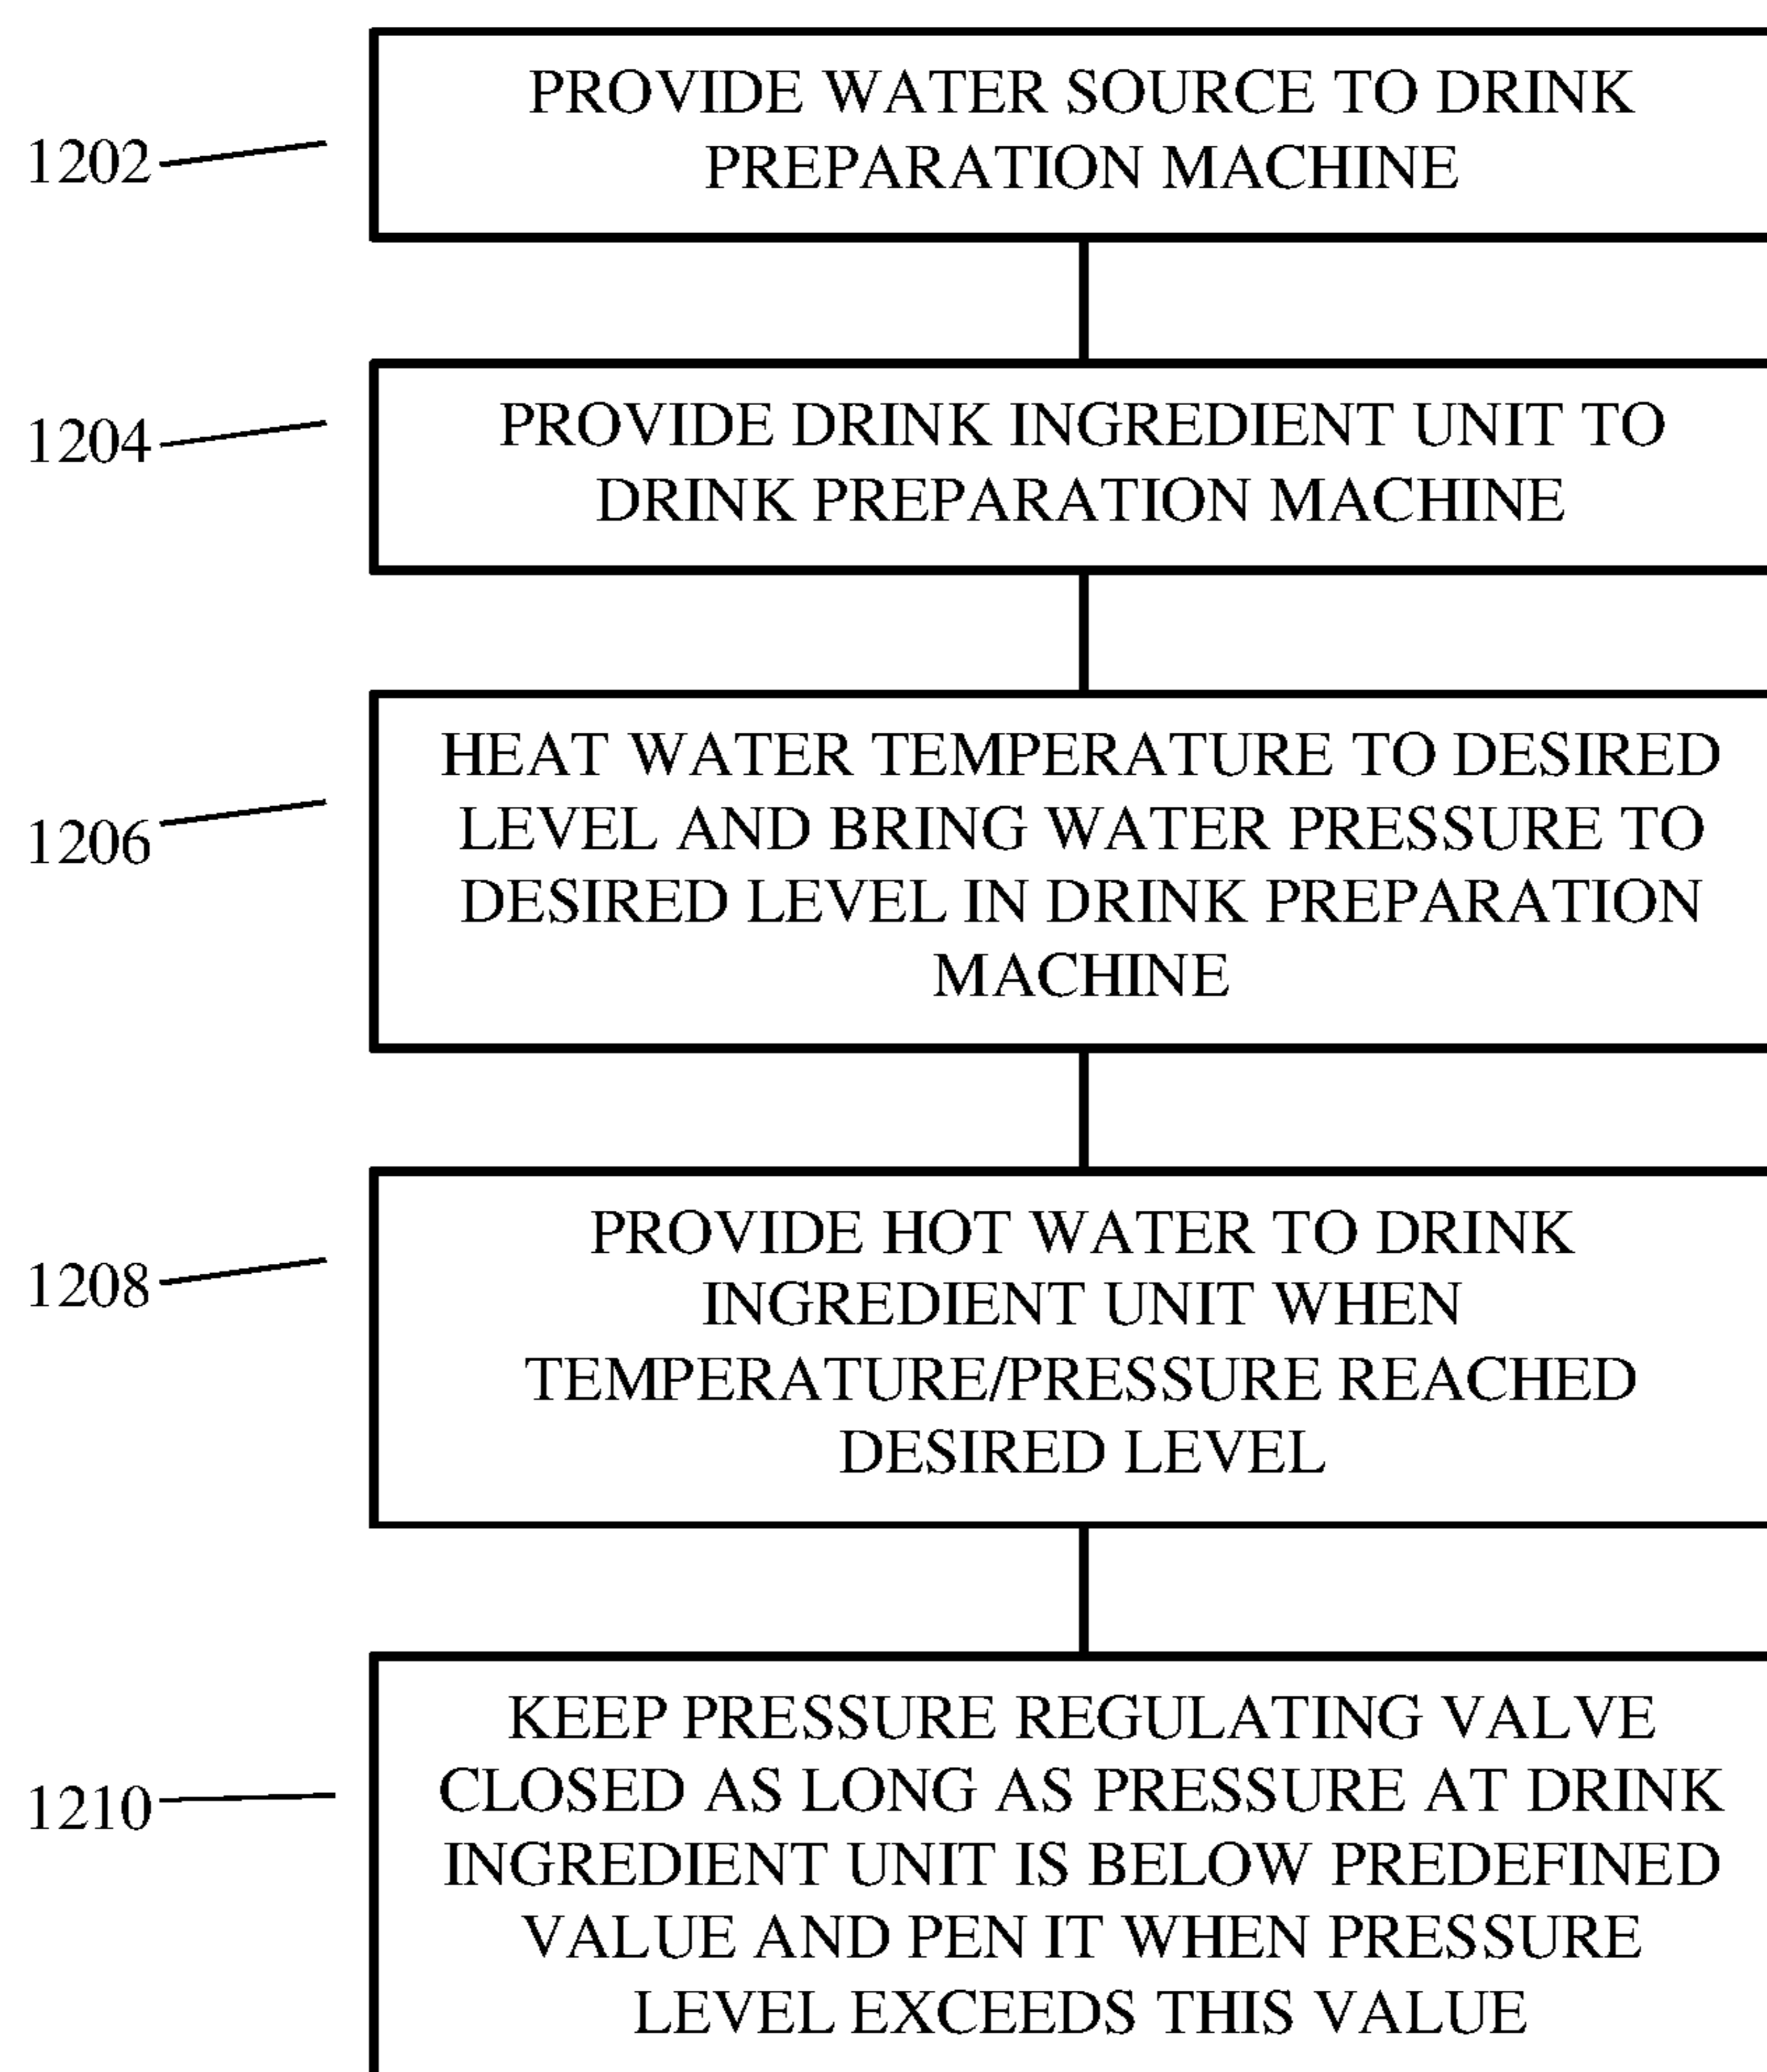 PROVIDE WATER SOURCE TO DRINK
PREPARATION MACHINE
1202
PROVIDE DRINK INGREDIENT UNIT TO
DRINK PREPARATION MACHINE
1204
HEAT WATER TEMPERATURE TO DESIRED
LEVEL AND BRING WATER PRESSURE TO
DESIRED LEVEL IN DRINK PREPARATION
MACHINE
1206
PROVIDE HOT WATER TO DRINK
INGREDIENT UNIT WHEN
TEMPERATURE/PRESSURE REACHED
DESIRED LEVEL
1208
KEEP PRESSURE REGULATING VALVE
CLOSED AS LONG AS PRESSURE AT DRINK
INGREDIENT UNIT IS BELOW PREDEFINED
VALUE AND PEN IT WHEN PRESSURE
LEVEL EXCEEDS THIS VALUE
1210